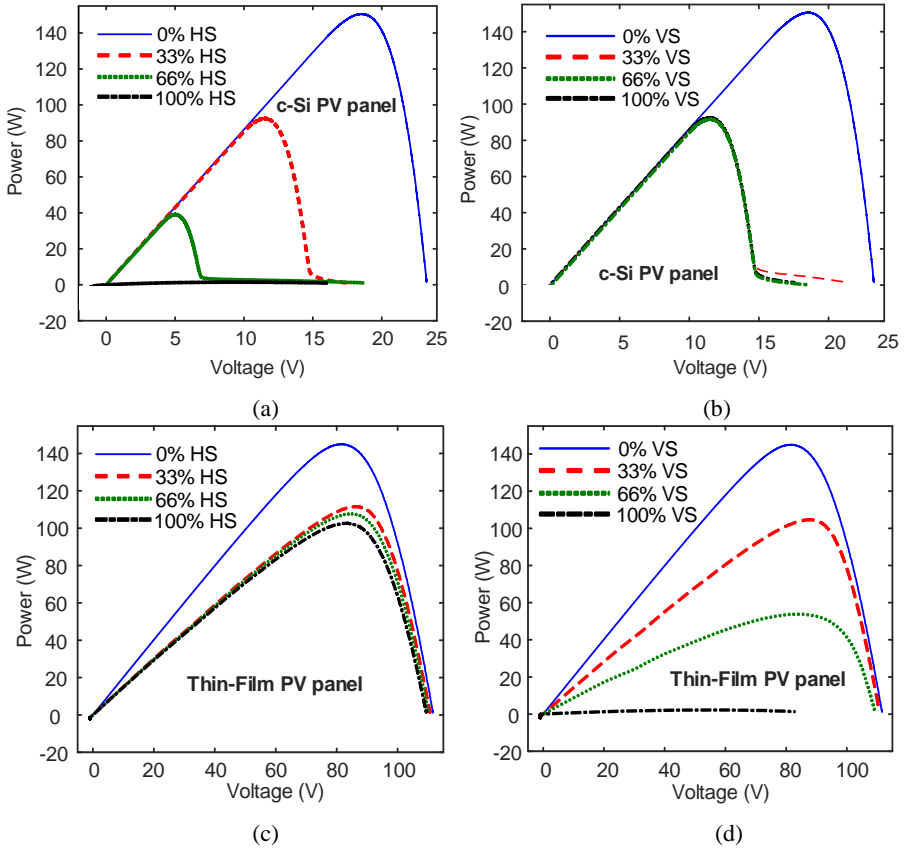 140
120
100
80
60
40
20
0
-20
Power (W)
0% HS
33% HS
66% HS
100% HS
c-Si PV panel
0
5
10
15
20
25
Voltage (V)
(a)
140
120
100
80
60
40
20
0
-20
Power (W)
0% VS
33% VS
66% VS
100% VS
c-Si PV panel
0
5
10
15
20
25
Voltage (V)
(b)
140
120
100
80
60
40
20
0
-20
Power (W)
0% HS
33% HS
66% HS
100% HS
Thin-Film PV panel
0
20
40
60
80
100
Voltage (V)
(c)
140
120
100
80
60
40
20
0
-20
Power (W)
0% VS
33% VS
66% VS
100% VS
Thin-Film PV panel
0
20
40
60
80
100
Voltage (V)
(d)